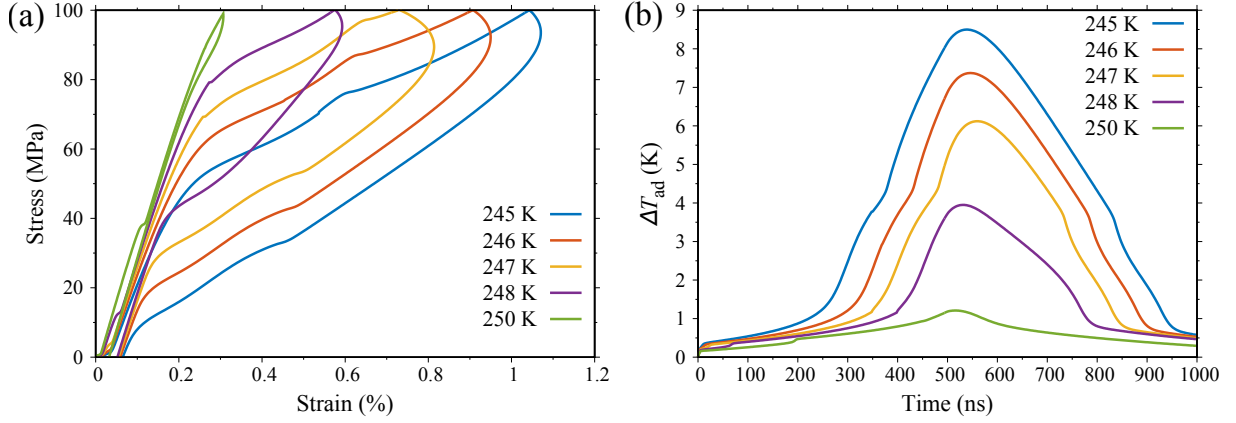 (a)
100
80
60
40
20
0
Stress (MPa)
0
0.2
0.4
0.6
0.8
1
1.2
Strain (%)
245 K
246 K
247 K
248 K
250 K
(b)
9
8
7
6
5
4
3
2
1
0
ΔT_ad (K)
0
100
200
300
400
500
600
700
800
900
1000
Time (ns)
245 K
246 K
247 K
248 K
250 K